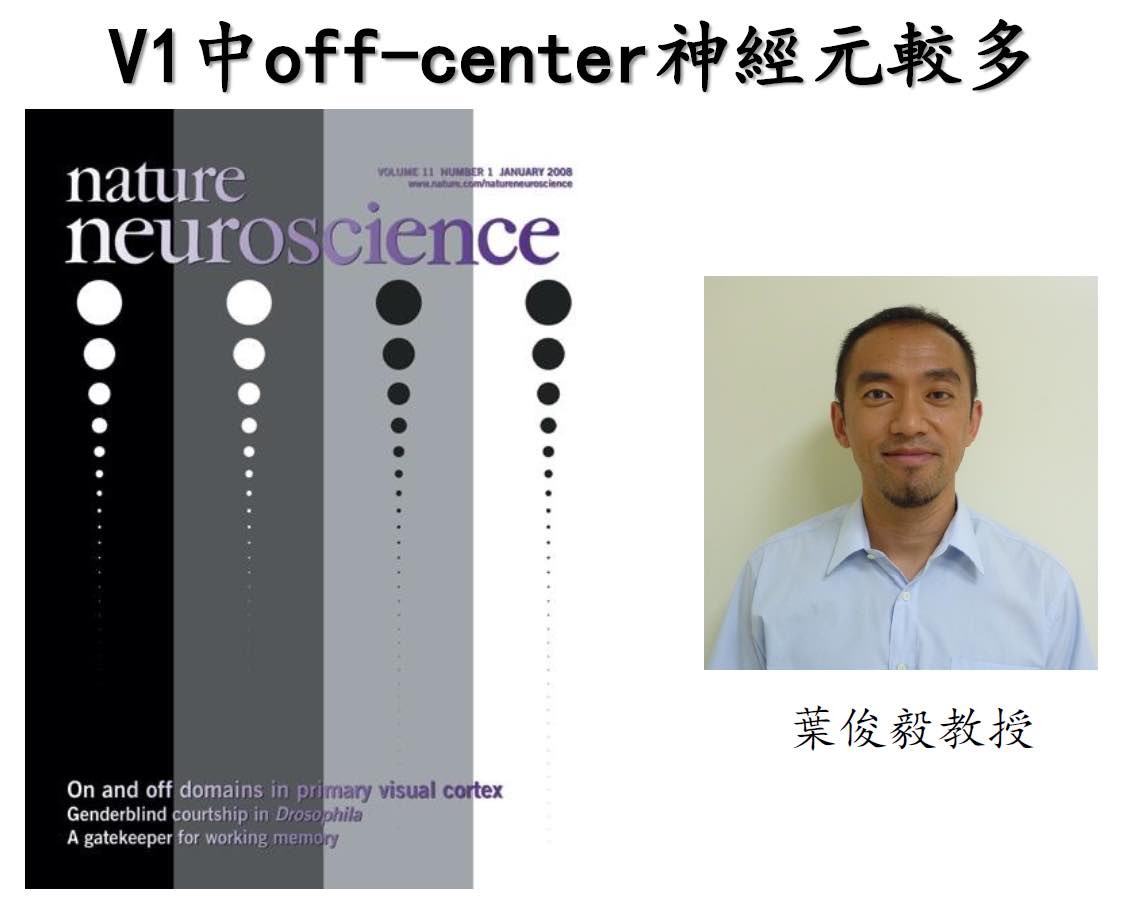 V1中off-center神經元較多
nature
VOLUME 11 NUMBER 1 JANUARY 2008
www.nature.com/natureneuroscience
neuroscience
On and off domains in primary visual cortex
Genderblind courtship in Drosophila
A gatekeeper for working memory
葉俊毅教授